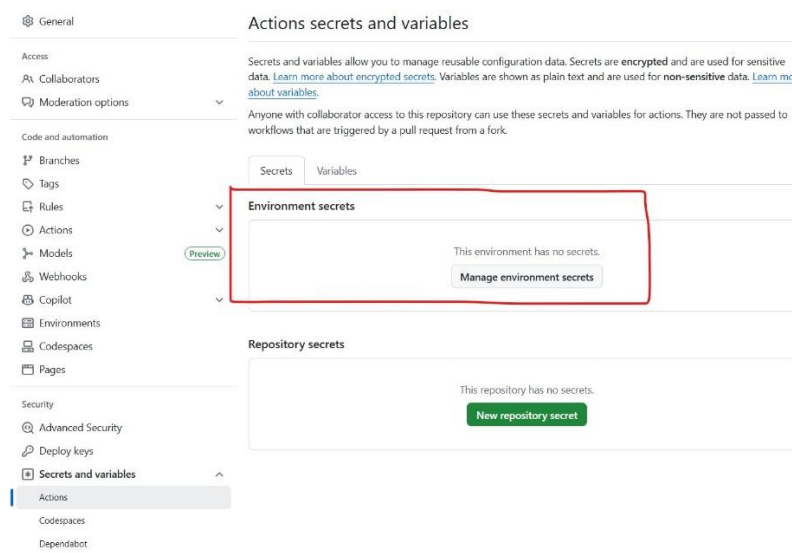 General
Access
Collaborators
Moderation options
Code and automation
Branches
Tags
Rules
Actions
Models Preview
Webhooks
Copilot
Environments
Codespaces
Pages
Security
Advanced Security
Deploy keys
Secrets and variables
Actions
Codespaces
Dependabot
Actions secrets and variables
Secrets and variables allow you to manage reusable configuration data. Secrets are encrypted and are used for sensitive
data. Learn more about encrypted secrets. Variables are shown as plain text and are used for non-sensitive data. Learn mo
about variables.
Anyone with collaborator access to this repository can use these secrets and variables for actions. They are not passed to
workflows that are triggered by a pull request from a fork.
Secrets Variables
Environment secrets
This environment has no secrets.
Manage environment secrets
Repository secrets
This repository has no secrets.
New repository secret